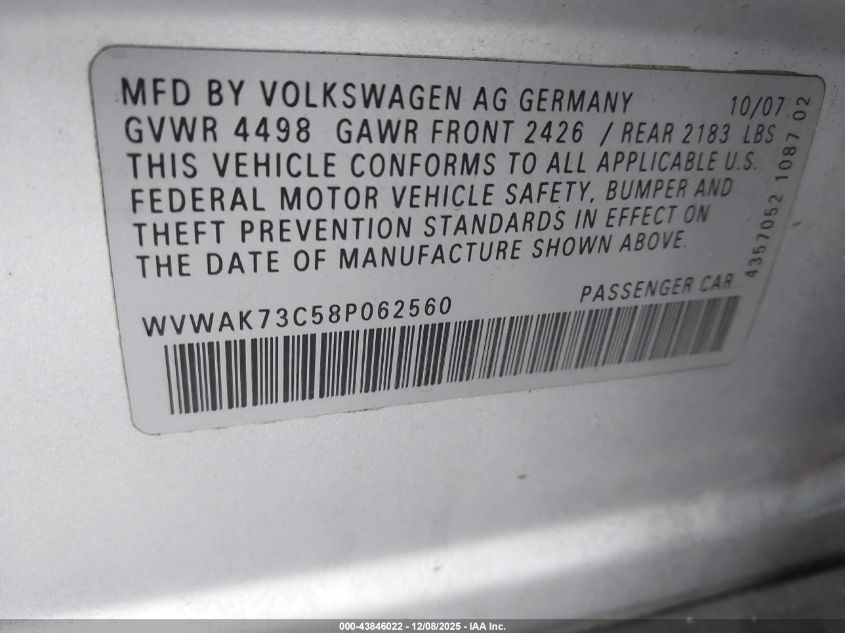 MFD BY VOLKSWAGEN AG GERMANY 10/07
GVWR 4498 GAWR FRONT 2426 / REAR 2183 LBS
THIS VEHICLE CONFORMS TO ALL APPLICABLE U.S.
FEDERAL MOTOR VEHICLE SAFETY, BUMPER AND
THEFT PREVENTION STANDARDS IN EFFECT ON
THE DATE OF MANUFACTURE SHOWN ABOVE.
WVWAK73C58P062560 PASSENGER CAR
4357052 1087 02
000-43846022 - 12/08/2025 - IAA Inc.